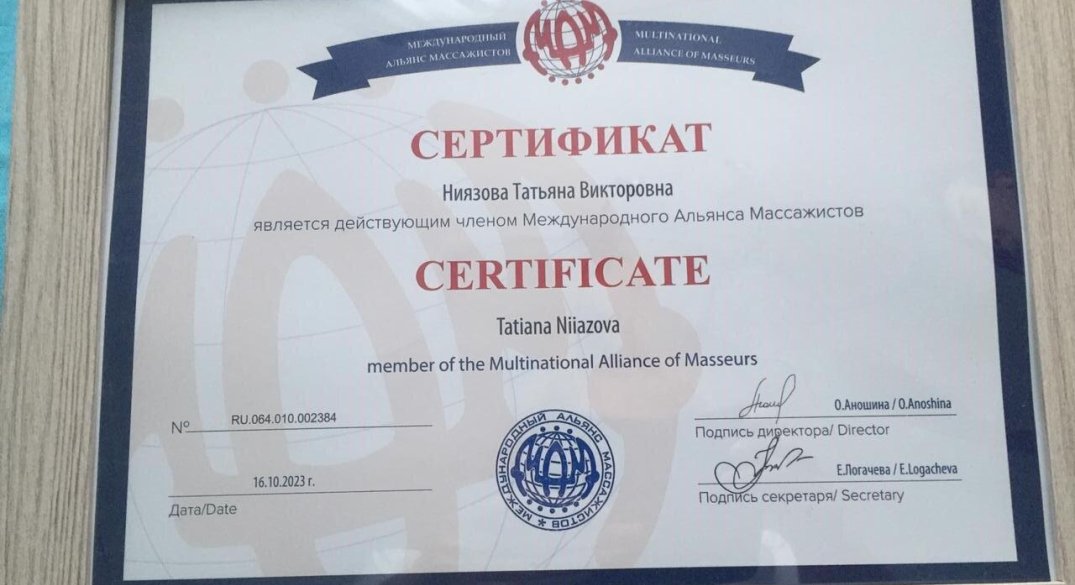 МЕЖДУНАРОДНЫЙ
АЛЬЯНС МАССАЖИСТОВ
МАМ
MULTINATIONAL
ALLIANCE OF MASSEURS
СЕРТИФИКАТ
Ниязова Татьяна Викторовна
является действующим членом Международного Альянса Массажистов
CERTIFICATE
Tatiana Niiazova
member of the Multinational Alliance of Masseurs
№ RU.064.010.002384
16.10.2023 г.
Дата/Date
МЕЖДУНАРОДНЫЙ АЛЬЯНС МАССАЖИСТОВ
МАМ
О.Аношина / O.Anoshina
Подпись директора/ Director
Е.Логачева / E.Logacheva
Подпись секретаря/ Secretary